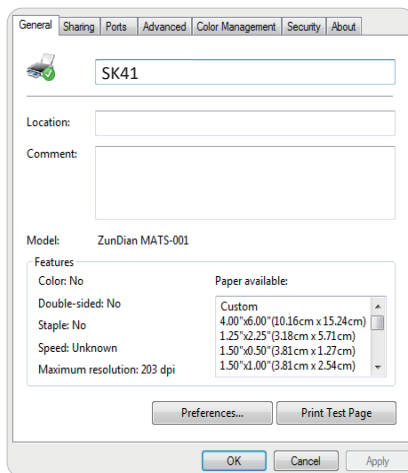 General Sharing Ports Advanced Color Management Security About
SK41
Location:
Comment:
Model: ZunDian MATS-001
Features
Color: No
Double-sided: No
Staple: No
Speed: Unknown
Maximum resolution: 203 dpi
Paper available:
Custom
4.00"x6.00"(10.16cm x 15.24cm)
1.25"x2.25"(3.18cm x 5.71cm)
1.50"x0.50"(3.81cm x 1.27cm)
1.50"x1.00"(3.81cm x 2.54cm)
Preferences... Print Test Page
OK Cancel Apply